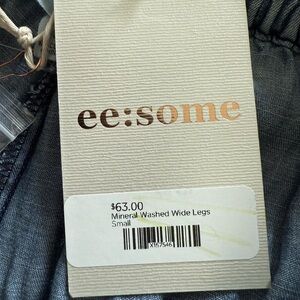 ee:some
$63.00
Mineral Washed Wide Legs
Small